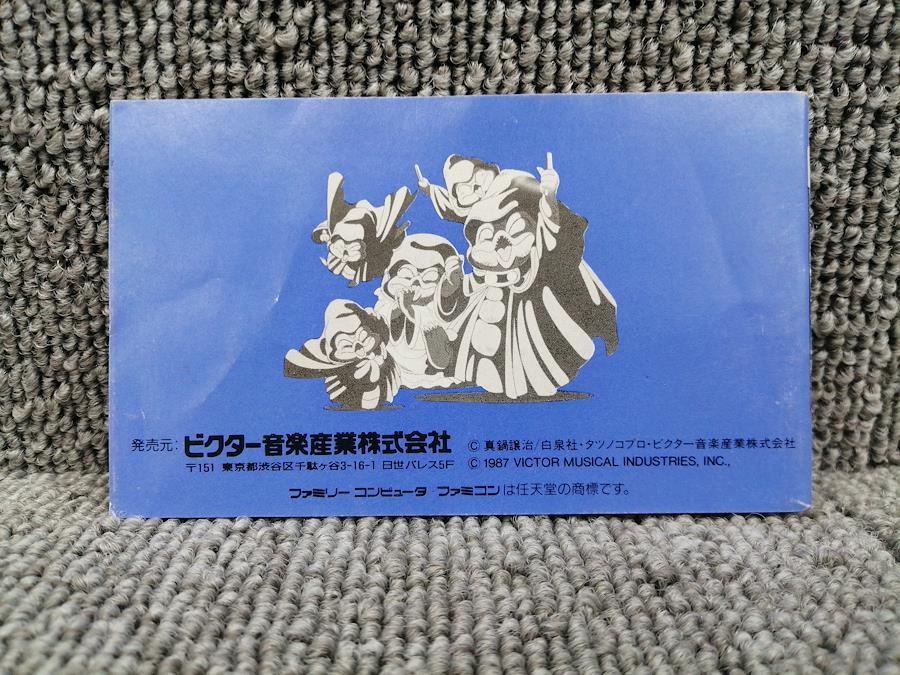 発売元: ビクター音楽産業株式会社
〒151 東京都渋谷区千駄ヶ谷3-16-1 日世パレス5F
© 真鍋譲治/白泉社・タツノコプロ・ビクター音楽産業株式会社
© 1987 VICTOR MUSICAL INDUSTRIES, INC.,
ファミリー コンピュータ ファミコンは任天堂の商標です。